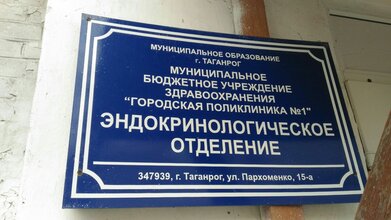 МУНИЦИПАЛЬНОЕ ОБРАЗОВАНИЕ
г. ТАГАНРОГ
МУНИЦИПАЛЬНОЕ
БЮДЖЕТНОЕ УЧРЕЖДЕНИЕ
ЗДРАВООХРАНЕНИЯ
"ГОРОДСКАЯ ПОЛИКЛИНИКА №1"
ЭНДОКРИНОЛОГИЧЕСКОЕ
ОТДЕЛЕНИЕ
347939, г. Таганрог, ул. Пархоменко, 15-а